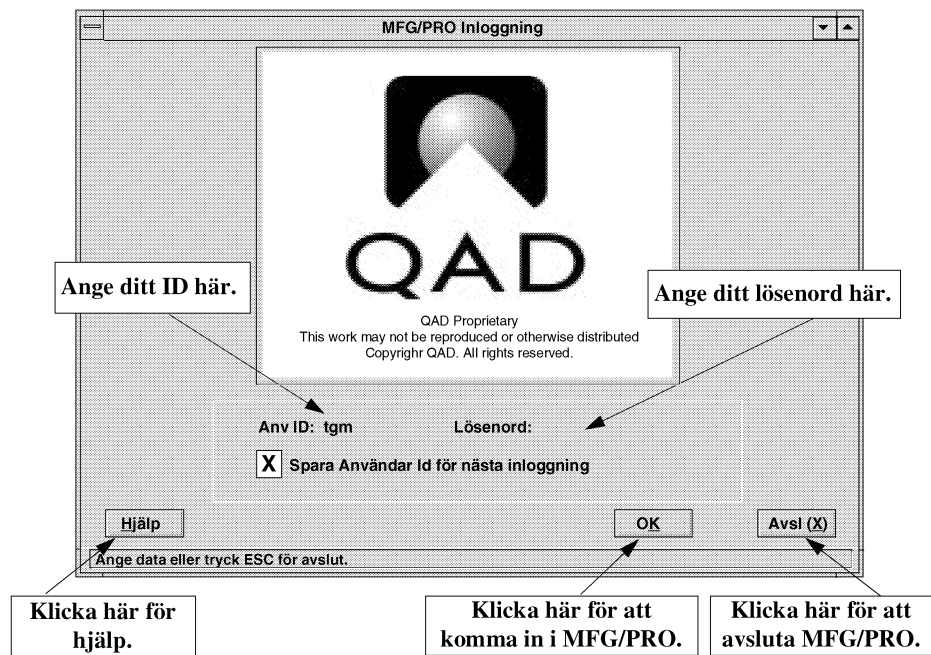 MFG/PRO Inloggning
QAD
QAD Proprietary
This work may not be reproduced or otherwise distributed
Copyrighr QAD. All rights reserved.
Ange ditt ID här.
Ange ditt lösenord här.
Anv ID: tgm Lösenord:
X Spara Användar Id för nästa inloggning
Hjälp OK Avsl (X)
Ange data eller tryck ESC för avslut.
Klicka här för
hjälp.
Klicka här för att
komma in i MFG/PRO.
Klicka här för att
avsluta MFG/PRO.